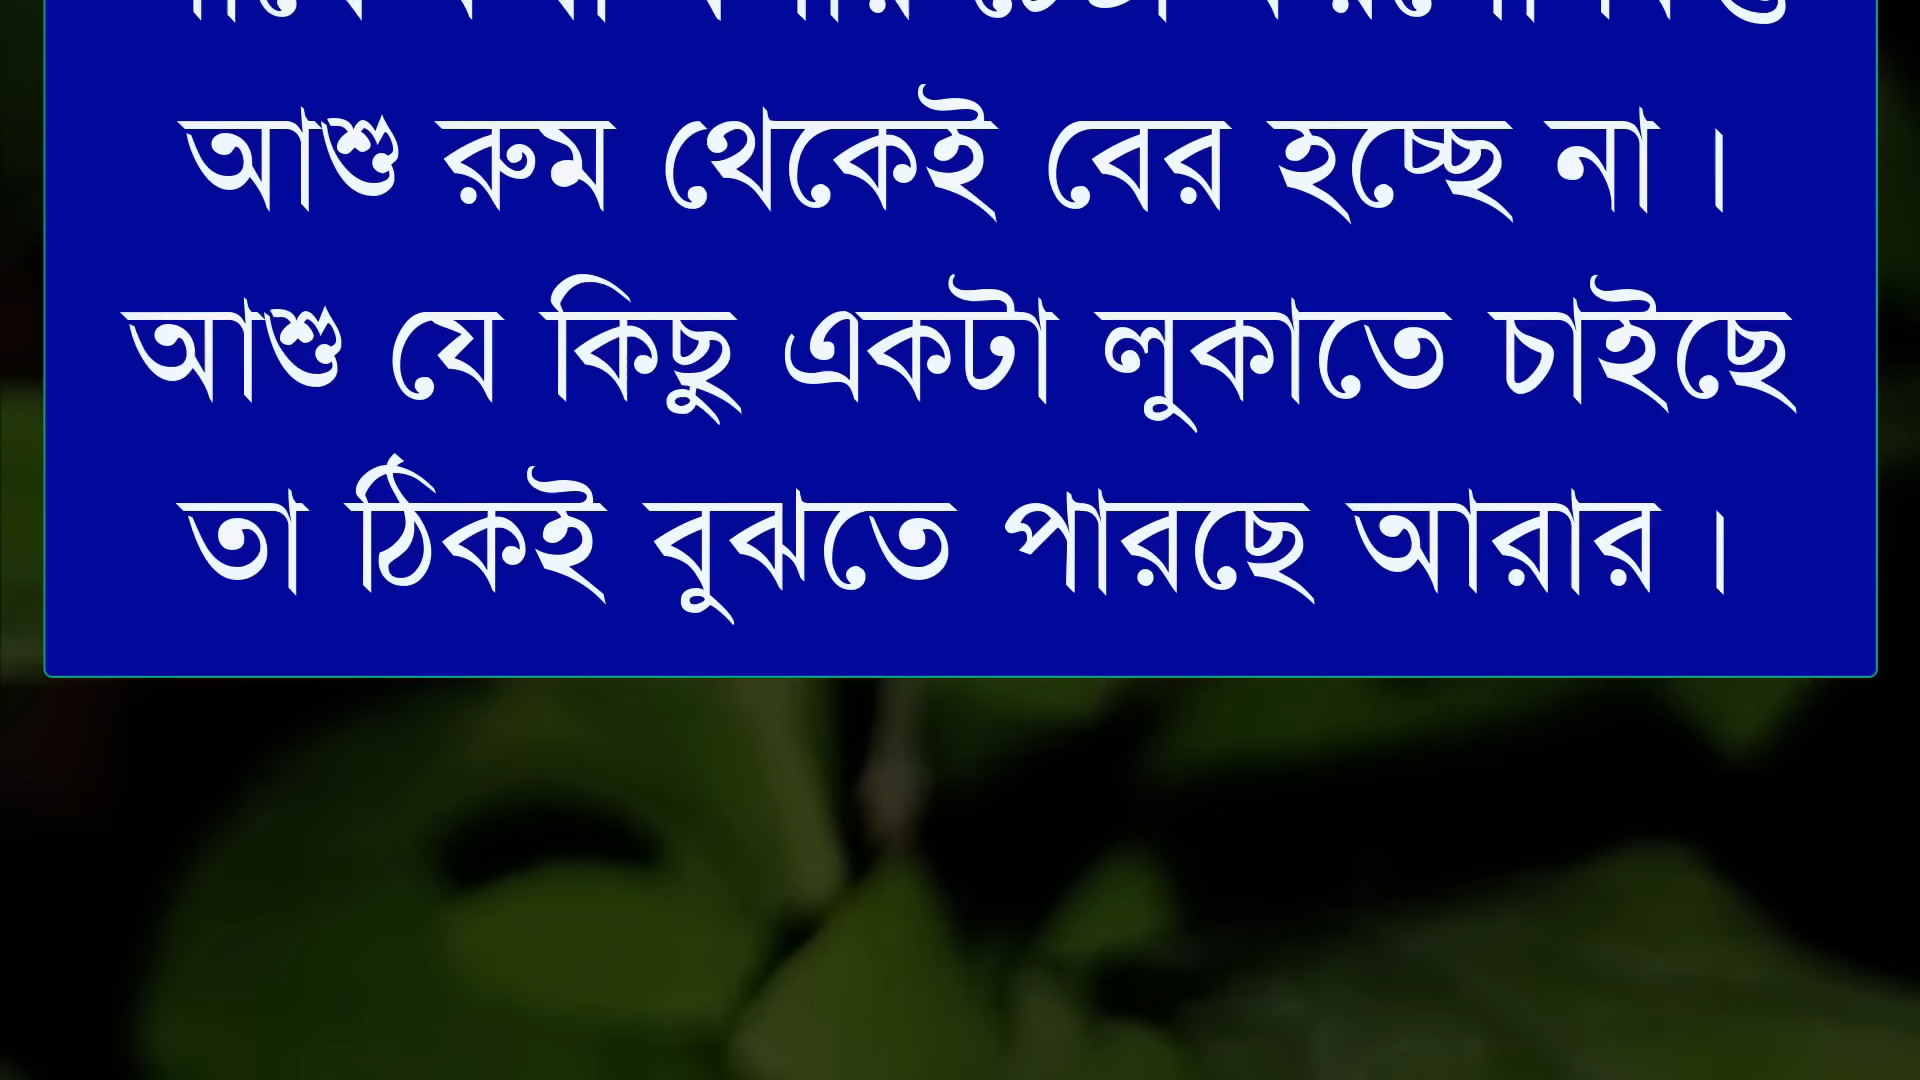 আশু রুম থেকেই বের হচ্ছে না ।
আশু যে কিছু একটা লুকাতে চাইছে
তা ঠিকই বুঝতে পারছে আরার ।